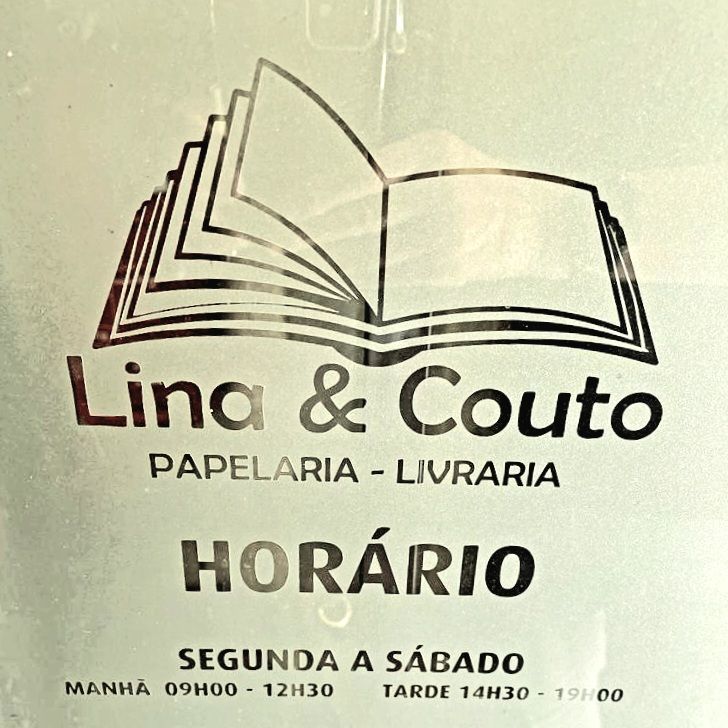 Lina & Couto
PAPELARIA - LIVRARIA
HORÁRIO
SEGUNDA A SÁBADO
MANHÃ 09H00 - 12H30 TARDE 14H30 - 19H00